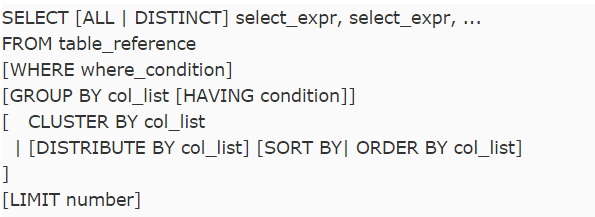 SELECT [ALL | DISTINCT] select_expr, select_expr, ...
FROM table_reference
[WHERE where_condition]
[GROUP BY col_list [HAVING condition]]
[   CLUSTER BY col_list
  | [DISTRIBUTE BY col_list] [SORT BY| ORDER BY col_list]
]
[LIMIT number]